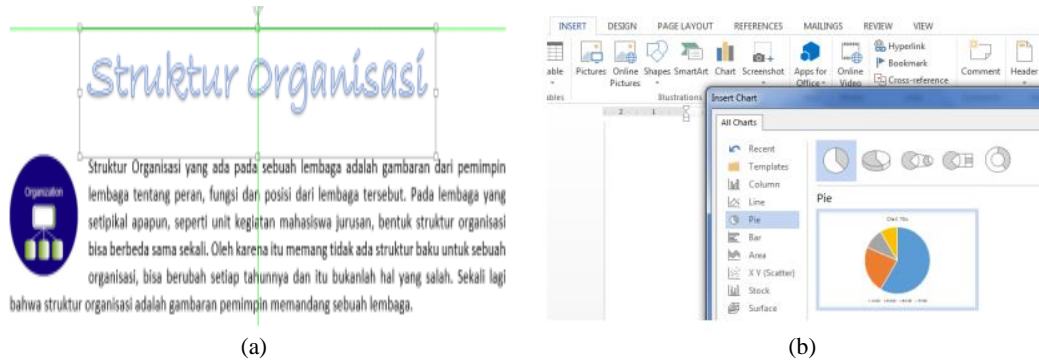 Struktur Organisasi
Organization
Struktur Organisasi yang ada pada sebuah lembaga adalah gambaran dari pemimpin
lembaga tentang peran, fungsi dan posisi dari lembaga tersebut. Pada lembaga yang
setipikal apapun, seperti unit kegiatan mahasiswa jurusan, bentuk struktur organisasi
bisa berbeda sama sekali. Oleh karena itu memang tidak ada struktur baku untuk sebuah
organisasi, bisa berubah setiap tahunnya dan itu bukanlah hal yang salah. Sekali lagi
bahwa struktur organisasi adalah gambaran pemimpin memandang sebuah lembaga.
(a)
INSERT DESIGN PAGE LAYOUT REFERENCES MAILINGS REVIEW VIEW
able Pictures Online Pictures Shapes SmartArt Chart Screenshot Apps for Office Online Video Hyperlink Comment Header
Bookmark
Cross-reference
ables Illustrations
Insert Chart
2 1
All Charts
Recent
Templates
Column
Line
Pie
Bar
Area
X Y (Scatter)
Stock
Surface
Pie
(b)